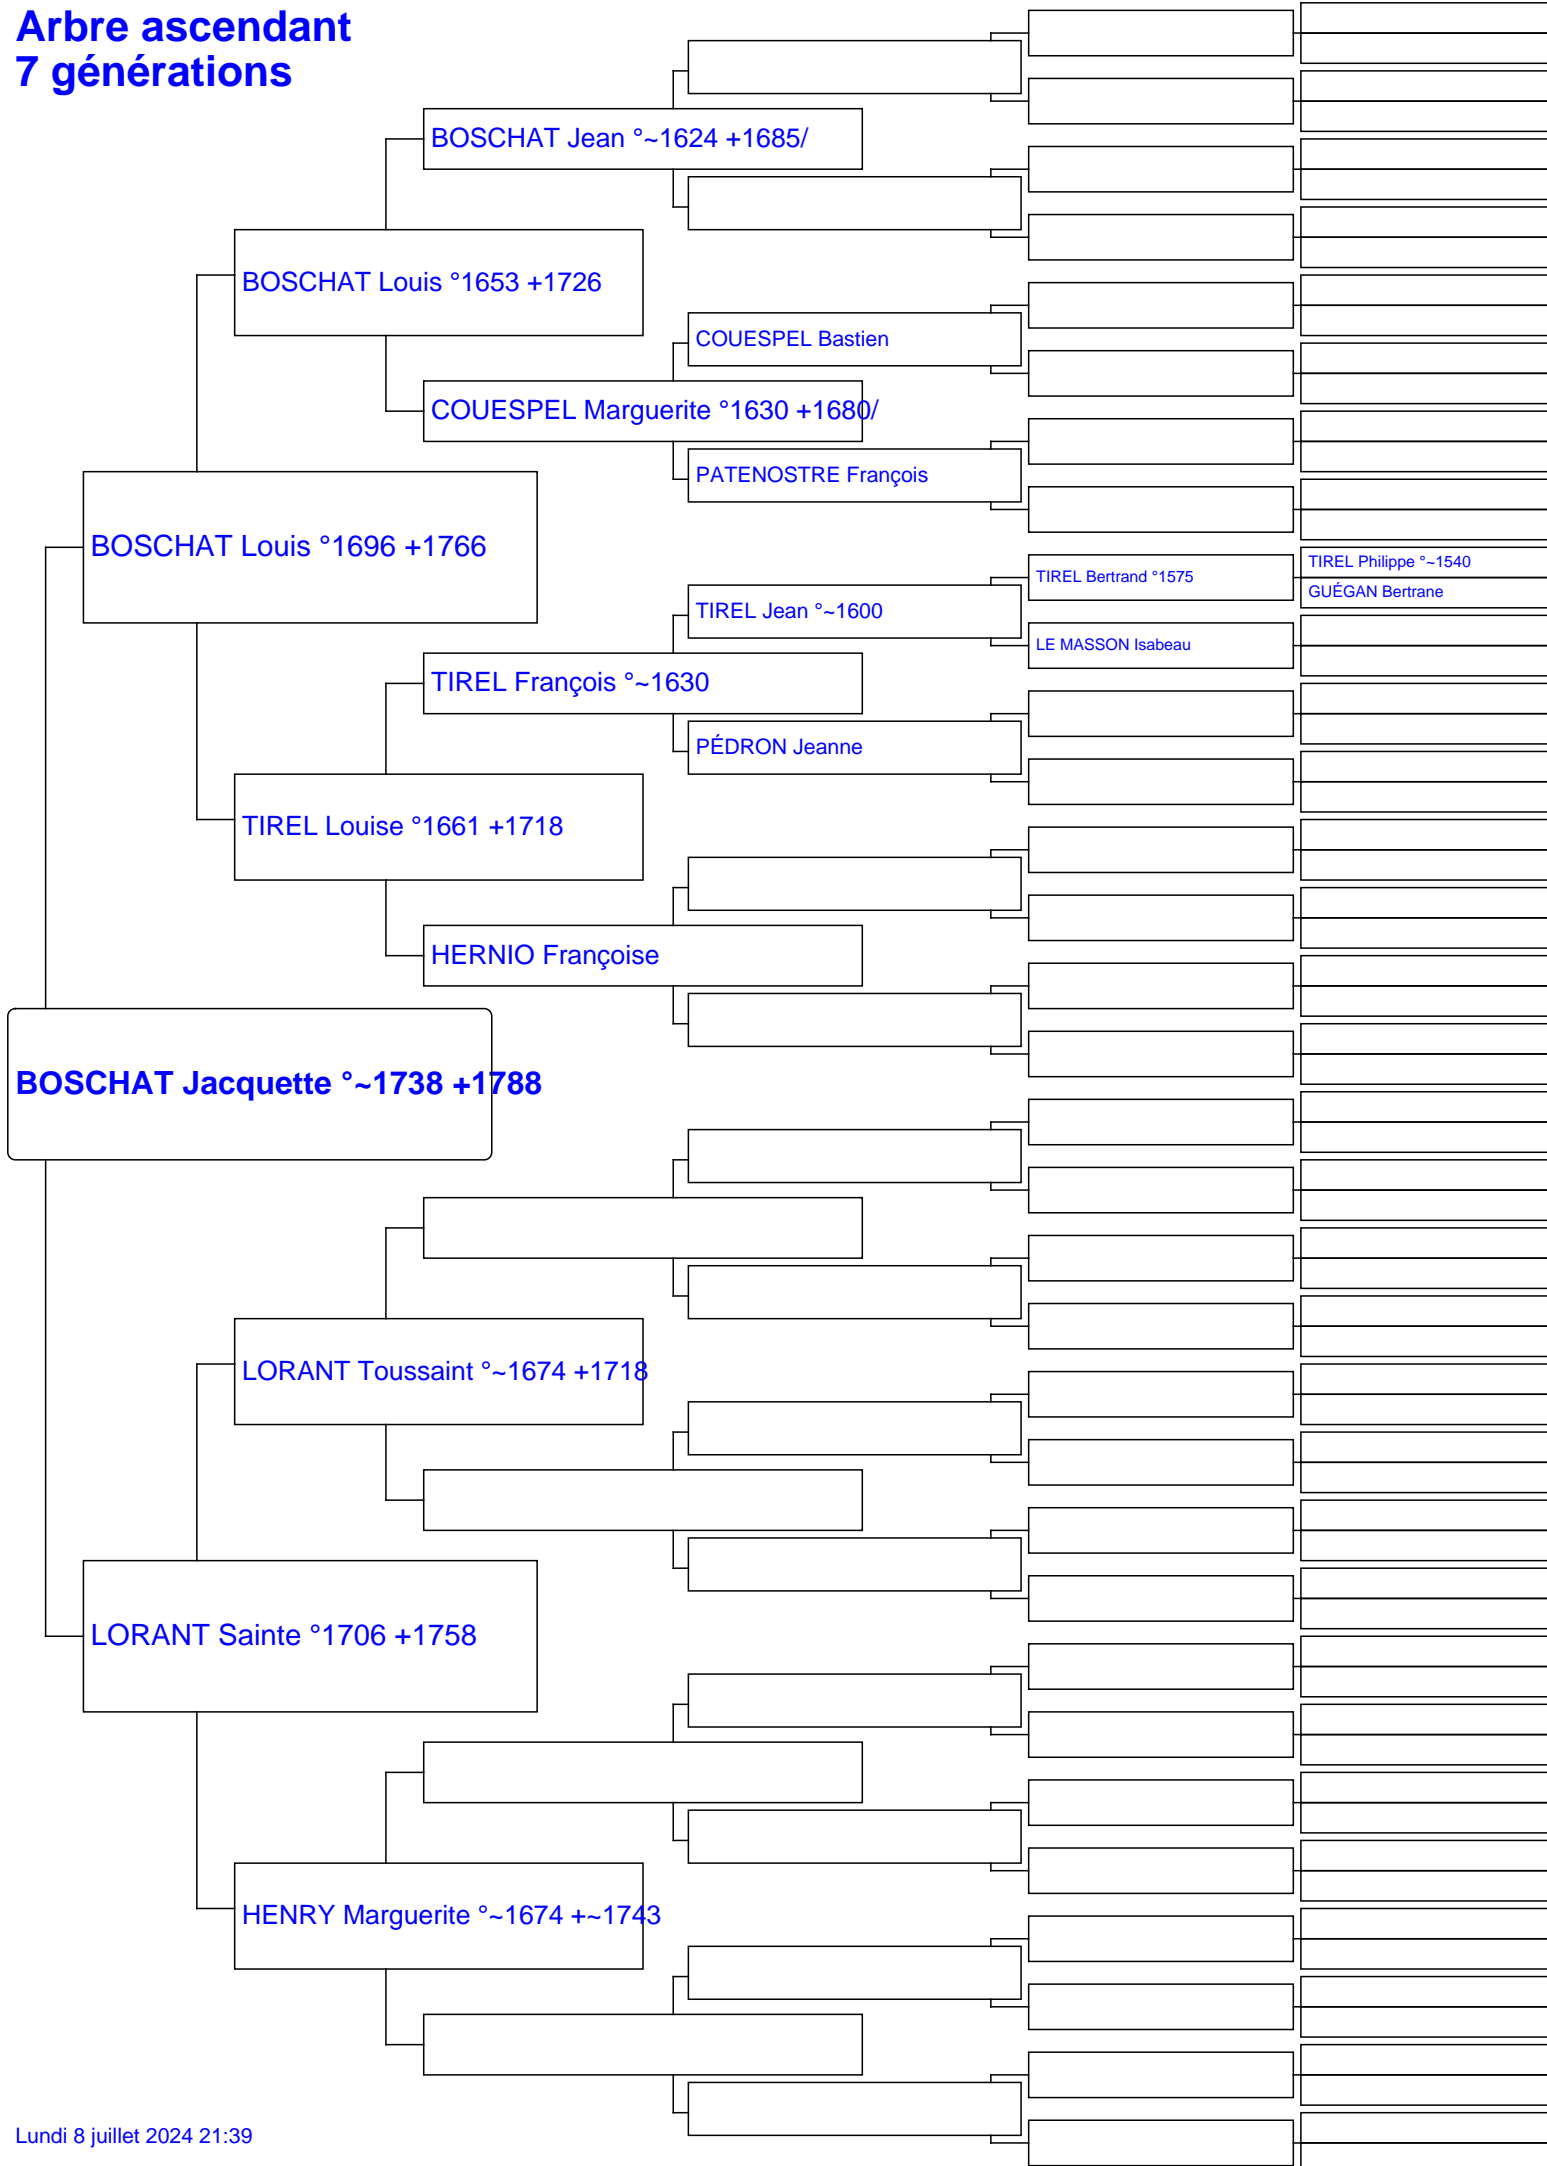 Arbre ascendant
7 générations
BOSCHAT Jean °~1624 +1685/
BOSCHAT Louis °1653 +1726
COUESPEL Bastien
COUESPEL Marguerite °1630 +1680/
PATENOSTRE François
BOSCHAT Louis °1696 +1766
TIREL Philippe °~1540
TIREL Bertrand °1575
GUÉGAN Bertrane
TIREL Jean °~1600
LE MASSON Isabeau
TIREL François °~1630
PÉDRON Jeanne
TIREL Louise °1661 +1718
HERNIO Françoise
BOSCHAT Jacquette °~1738 +1788
LORANT Toussaint °~1674 +1718
LORANT Sainte °1706 +1758
HENRY Marguerite °~1674 +~1743
Lundi 8 juillet 2024 21:39